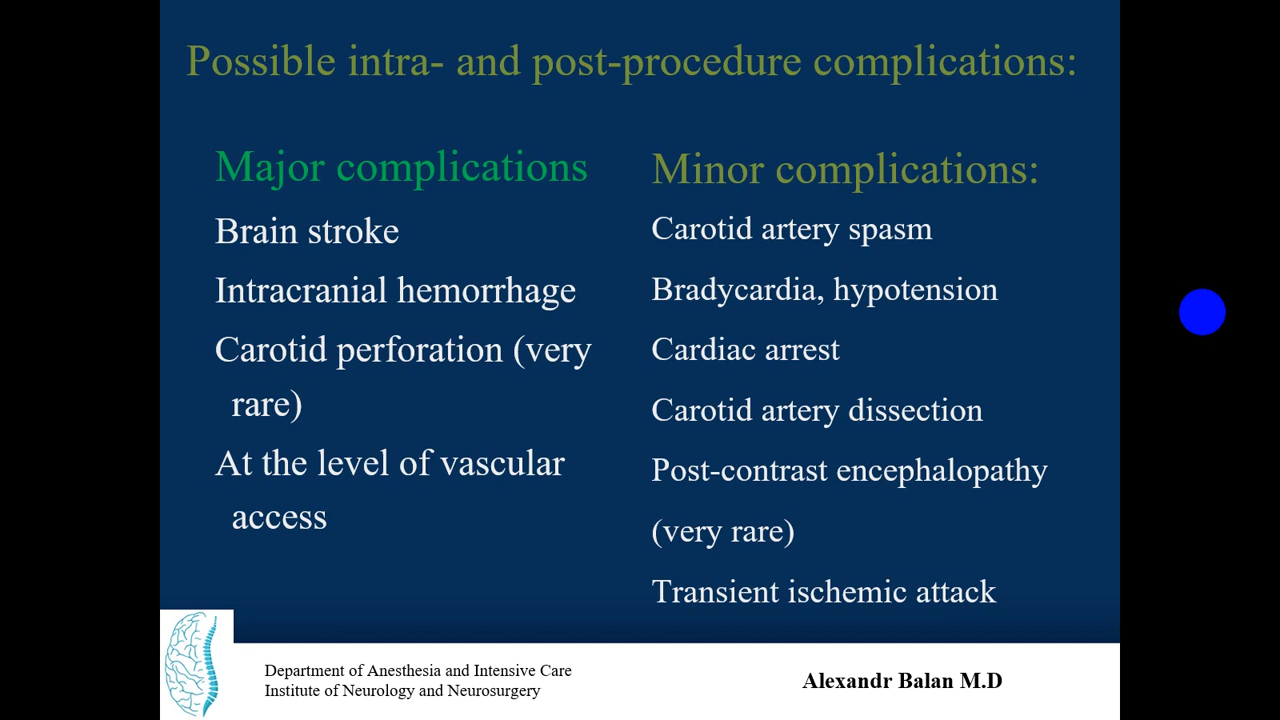 Possible intra- and post-procedure complications:
Major complications
Brain stroke
Intracranial hemorrhage
Carotid perforation (very
rare)
At the level of vascular
access
Minor complications:
Carotid artery spasm
Bradycardia, hypotension
Cardiac arrest
Carotid artery dissection
Post-contrast encephalopathy
(very rare)
Transient ischemic attack
Department of Anesthesia and Intensive Care
Institute of Neurology and Neurosurgery
Alexandr Balan M.D